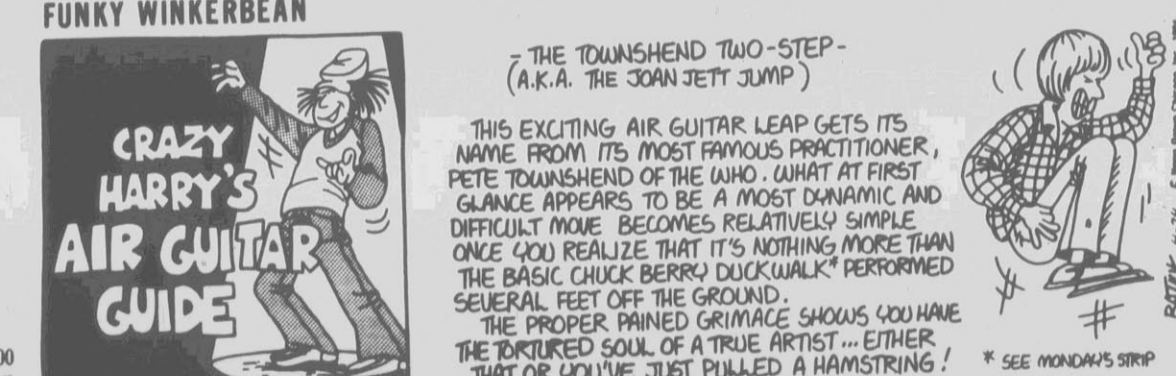 FUNKY WINKERBEAN
CRAZY
HARRY'S
AIR GUITAR
GUIDE
- THE TOWNSHEND TWO-STEP -
(A.K.A. THE JOAN JETT JUMP)
THIS EXCITING AIR GUITAR LEAP GETS ITS
NAME FROM ITS MOST FAMOUS PRACTITIONER,
PETE TOWNSHEND OF THE WHO. WHAT AT FIRST
GLANCE APPEARS TO BE A MOST DYNAMIC AND
DIFFICULT MOVE BECOMES RELATIVELY SIMPLE
ONCE YOU REALIZE THAT IT'S NOTHING MORE THAN
THE BASIC CHUCK BERRY DUCKWALK* PERFORMED
SEVERAL FEET OFF THE GROUND.
THE PROPER PAINED GRIMACE SHOWS YOU HAVE
THE TORTURED SOUL OF A TRUE ARTIST... EITHER
THAT OR YOU'VE JUST PULLED A HAMSTRING!
* SEE MONDAY'S STRIP